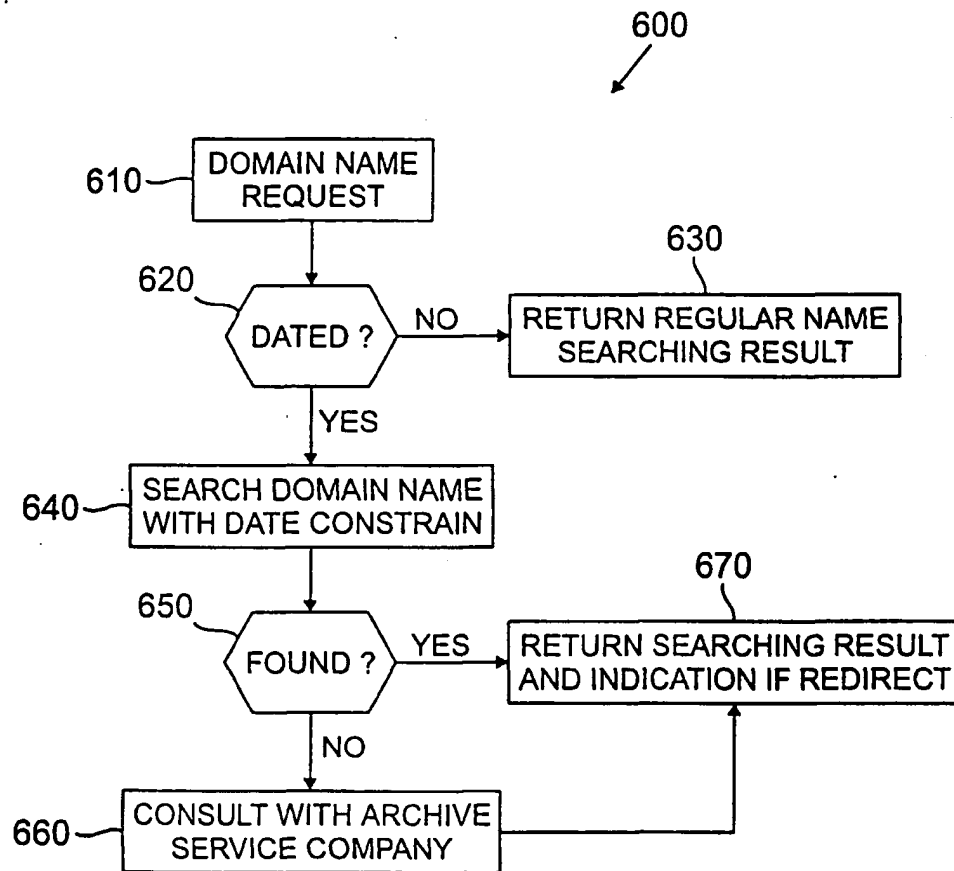 600
DOMAIN NAME
REQUEST
610
620
DATED ?
NO
630
RETURN REGULAR NAME
SEARCHING RESULT
YES
640
SEARCH DOMAIN NAME
WITH DATE CONSTRAIN
650
FOUND ?
YES
670
RETURN SEARCHING RESULT
AND INDICATION IF REDIRECT
NO
660
CONSULT WITH ARCHIVE
SERVICE COMPANY